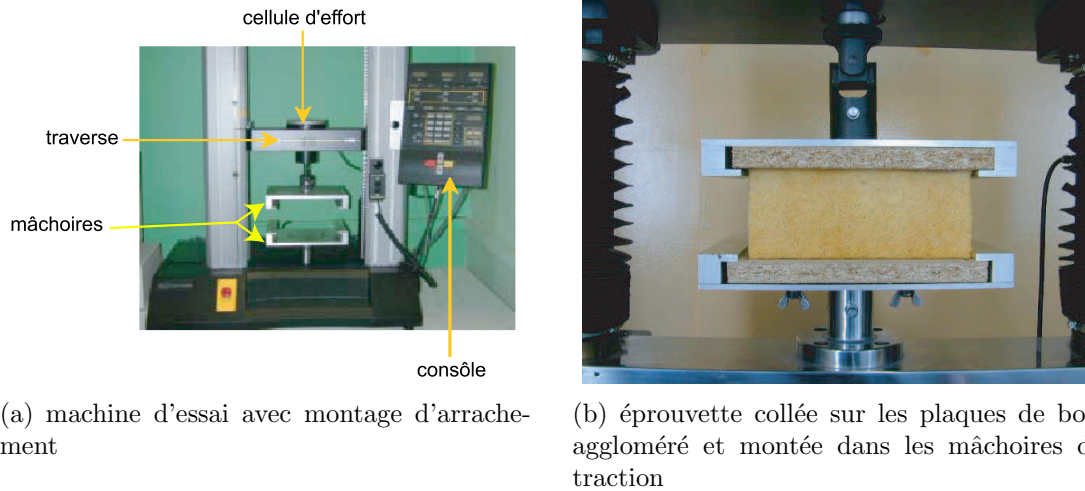 cellule d'effort
traverse
mâchoires
consôle
(a) machine d'essai avec montage d'arrache-
ment
(b) éprouvette collée sur les plaques de bo
aggloméré et montée dans les mâchoires d
traction